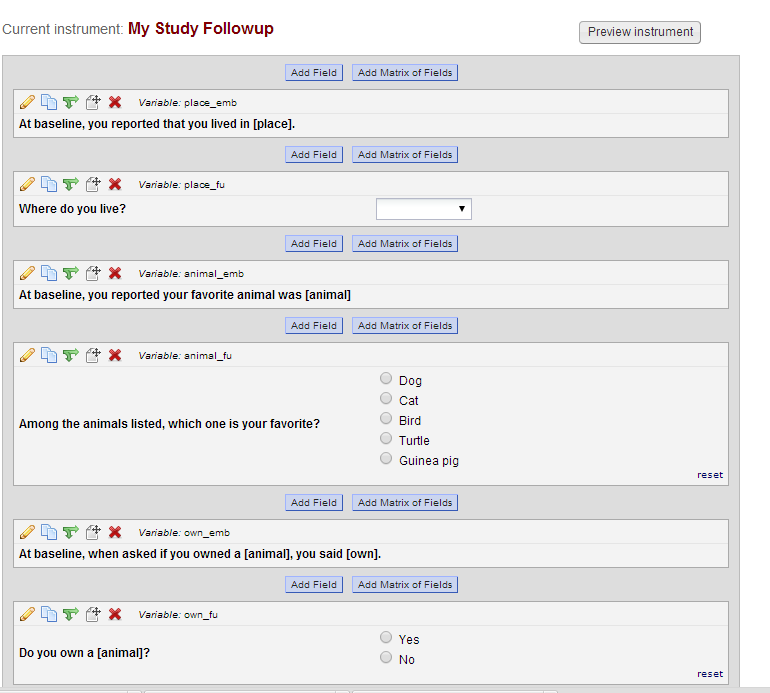 Current instrument: My Study Followup
Preview instrument
Add Field Add Matrix of Fields
Variable: place_emb
At baseline, you reported that you lived in [place].
Add Field Add Matrix of Fields
Variable: place_fu
Where do you live?
Add Field Add Matrix of Fields
Variable: animal_emb
At baseline, you reported your favorite animal was [animal]
Add Field Add Matrix of Fields
Variable: animal_fu
Among the animals listed, which one is your favorite?
Dog
Cat
Bird
Turtle
Guinea pig
reset
Add Field Add Matrix of Fields
Variable: own_emb
At baseline, when asked if you owned a [animal], you said [own].
Add Field Add Matrix of Fields
Variable: own_fu
Do you own a [animal]?
Yes
No
reset